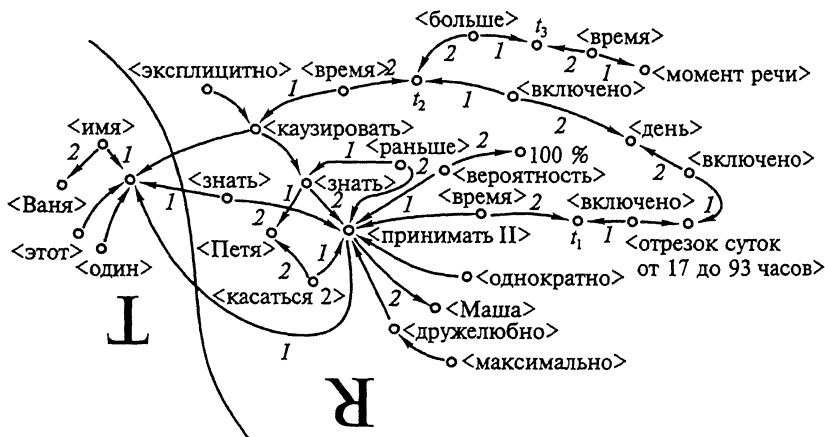 <больше> t₃ <время>
2 1 2 1
<эксплицитно> <время> 2 <момент речи>
1 t₂ 1 <включено>
<имя> <каузировать> 2 <день>
2 1 <раньше> 2 100 % <включено>
1 2
<Ваня> 1 <знать> 1 <знать> 2 <вероятность>
1 <время> 2 <включено> 1
<этот> 2 <Петя> 1 <принимать II> t₁ 1 <отрезок суток
<один> 2 от 17 до 93 часов>
<касаться 2> <однократно>
2 <Маша>
T 1 <дружелюбно>
R <максимально>